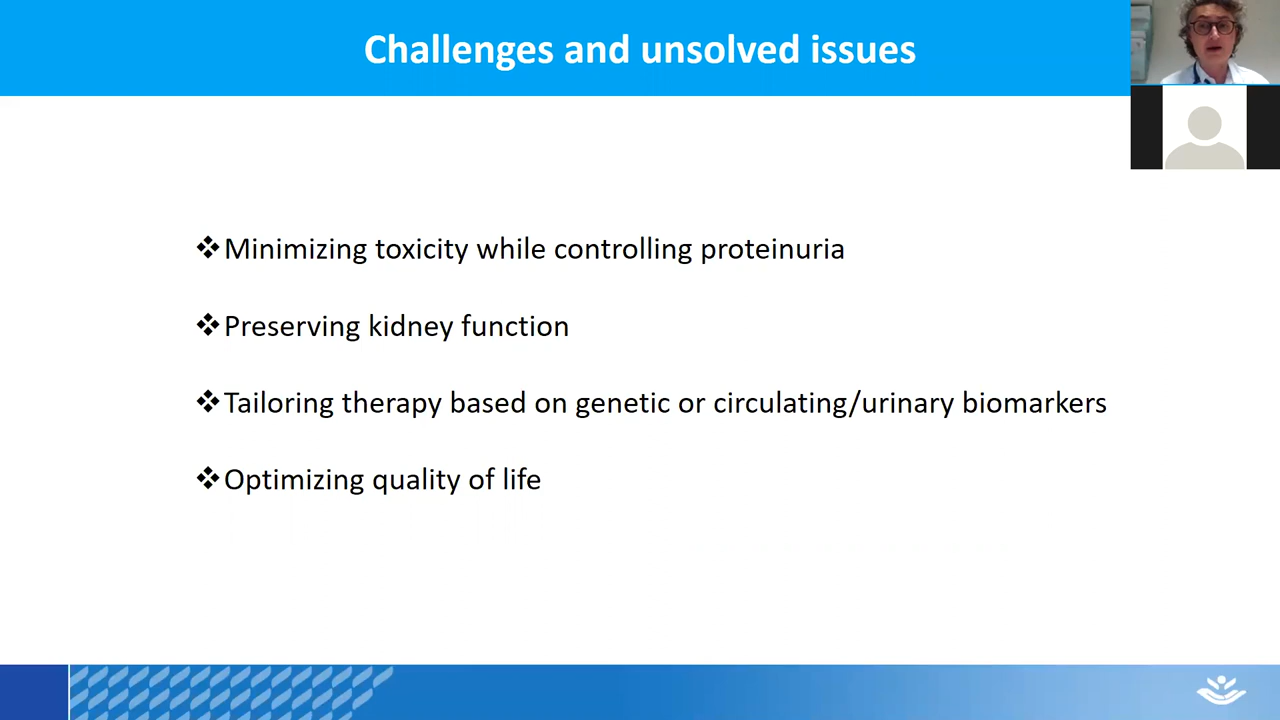 Challenges and unsolved issues
❖Minimizing toxicity while controlling proteinuria
❖Preserving kidney function
❖Tailoring therapy based on genetic or circulating/urinary biomarkers
❖Optimizing quality of life